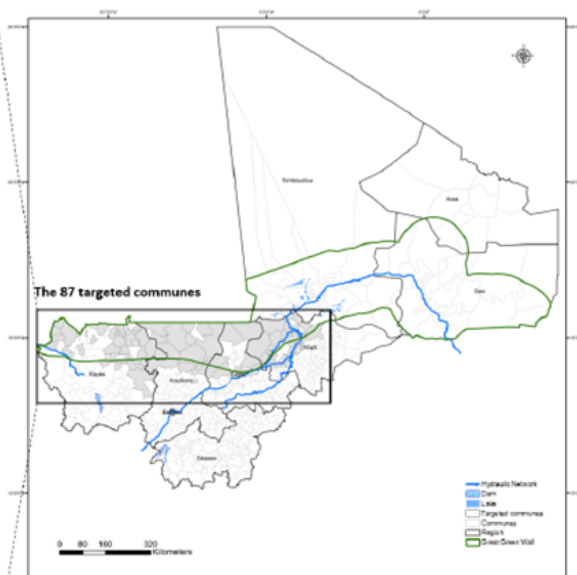 Tombouctou
Kidal
Gao
The 87 targeted communes
Mopti
Kayes
Koulikoro
Sikasso
Hydraulic Network
Dam
Lake
Targeted communes
Communes
Region
Great Green Wall
0 80 160 320
Kilometers